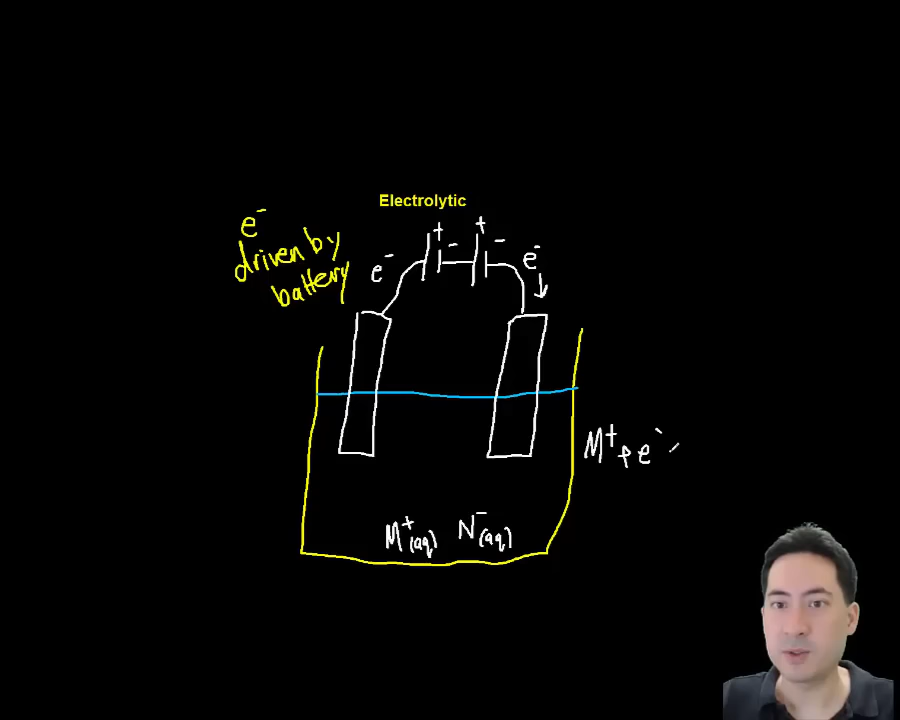 Electrolytic
e⁻
driven by
battery
+ - + -
e⁻ e⁻
M⁺ + e⁻
M⁺(aq) N⁻(aq)